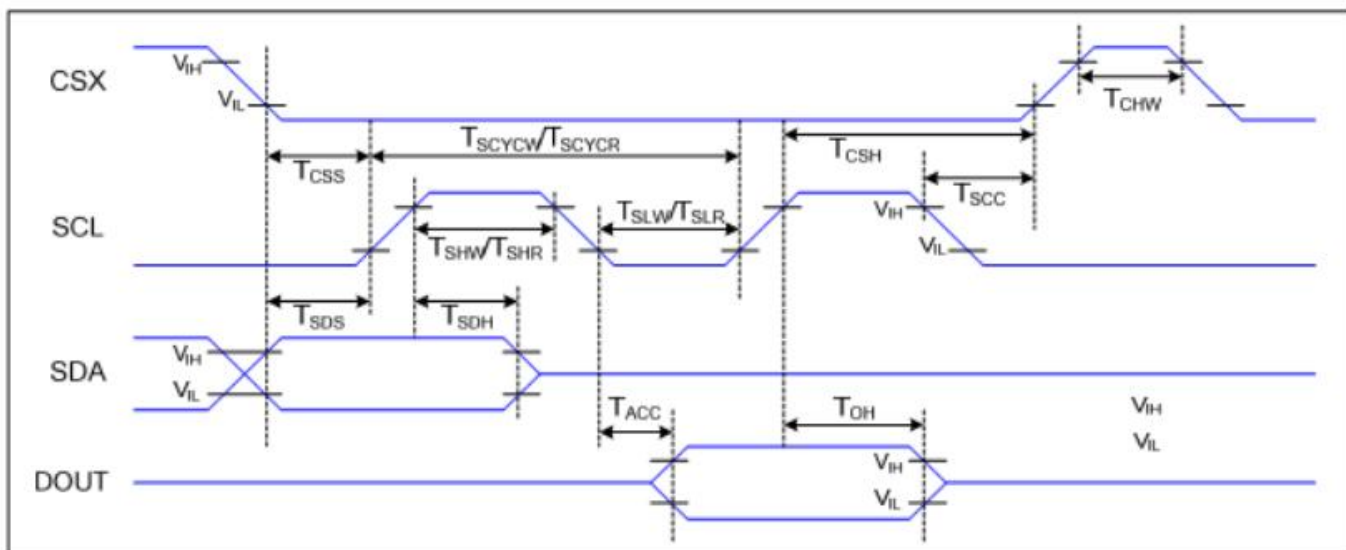 CSX
VIH
VIL
TCHW
TSCYCW/TSCYCR
TCSH
TCSS
TSCC
SCL
TSLW/TSLR
VIH
TSHW/TSHR
VIL
TSDS
TSDH
SDA
VIH
VIL
TACC
TOH
VIH
VIL
DOUT
VIH
VIL